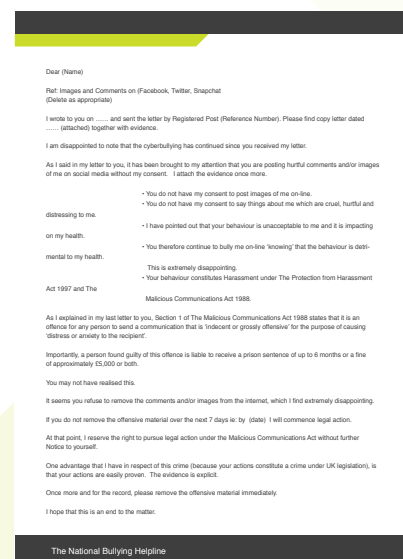 Dear (Name)
Ref: Images and Comments on (Facebook, Twitter, Snapchat
(Delete as appropriate)
I wrote to you on ....... and sent the letter by Registered Post (Reference Number). Please find copy letter dated
...... (attached) together with evidence.
I am disappointed to note that the cyberbullying has continued since you received my letter.
As I said in my letter to you, it has been brought to my attention that you are posting hurtful comments and/or images
of me on social media without my consent.  I attach the evidence once more.
• You do not have my consent to post images of me on-line.
• You do not have my consent to say things about me which are cruel, hurtful and
distressing to me.
• I have pointed out that your behaviour is unacceptable to me and it is impacting
on my health.
• You therefore continue to bully me on-line 'knowing' that the behaviour is detri-
mental to my health.
This is extremely disappointing.
• Your behaviour constitutes Harassment under The Protection from Harassment
Act 1997 and The
Malicious Communications Act 1988.
As I explained in my last letter to you, Section 1 of The Malicious Communications Act 1988 states that it is an
offence for any person to send a communication that is 'indecent or grossly offensive' for the purpose of causing
'distress or anxiety to the recipient'.
Importantly, a person found guilty of this offence is liable to receive a prison sentence of up to 6 months or a fine
of approximately £5,000 or both.
You may not have realised this.
It seems you refuse to remove the comments and/or images from the internet, which I find extremely disappointing.
If you do not remove the offensive material over the next 7 days ie: by  (date)  I will commence legal action.
At that point, I reserve the right to pursue legal action under the Malicious Communications Act without further
Notice to yourself.
One advantage that I have in respect of this crime (because your actions constitute a crime under UK legislation), is
that your actions are easily proven.  The evidence is explicit.
Once more and for the record, please remove the offensive material immediately.
I hope that this is an end to the matter.
The National Bullying Helpline